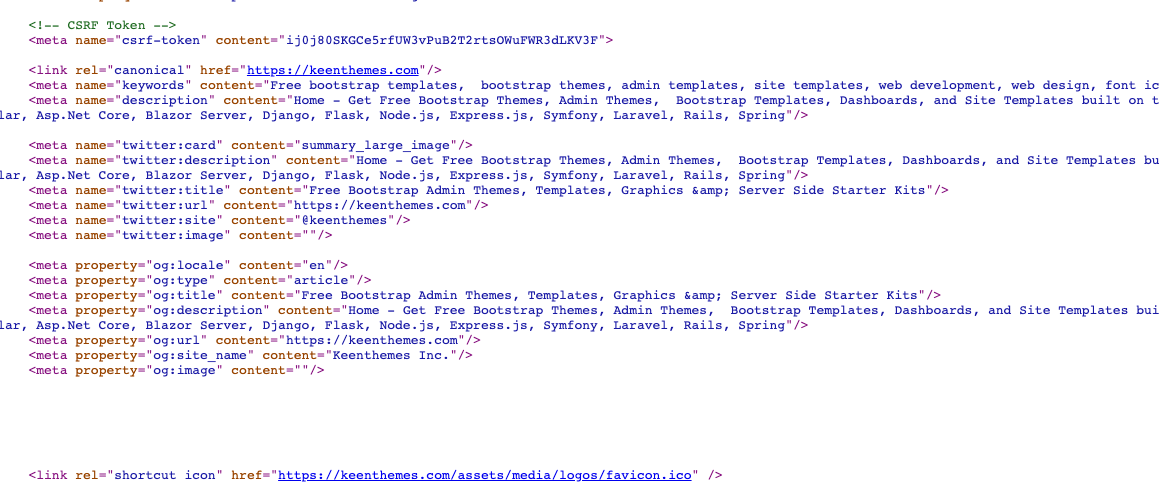 <!-- CSRF Token -->
<meta name="csrf-token" content="ij0j80SKGCe5rfUW3vPuB2T2rtsOWuFWR3dLKV3F">
<link rel="canonical" href="https://keenthemes.com"/>
<meta name="keywords" content="Free bootstrap templates,  bootstrap themes, admin templates, site templates, web development, web design, font ic
<meta name="description" content="Home - Get Free Bootstrap Themes, Admin Themes,  Bootstrap Templates, Dashboards, and Site Templates built on t
lar, Asp.Net Core, Blazor Server, Django, Flask, Node.js, Express.js, Symfony, Laravel, Rails, Spring"/>
<meta name="twitter:card" content="summary_large_image"/>
<meta name="twitter:description" content="Home - Get Free Bootstrap Themes, Admin Themes,  Bootstrap Templates, Dashboards, and Site Templates bu
lar, Asp.Net Core, Blazor Server, Django, Flask, Node.js, Express.js, Symfony, Laravel, Rails, Spring"/>
<meta name="twitter:title" content="Free Bootstrap Admin Themes, Templates, Graphics &amp; Server Side Starter Kits"/>
<meta name="twitter:url" content="https://keenthemes.com"/>
<meta name="twitter:site" content="@keenthemes"/>
<meta name="twitter:image" content=""/>
<meta property="og:locale" content="en"/>
<meta property="og:type" content="article"/>
<meta property="og:title" content="Free Bootstrap Admin Themes, Templates, Graphics &amp; Server Side Starter Kits"/>
<meta property="og:description" content="Home - Get Free Bootstrap Themes, Admin Themes,  Bootstrap Templates, Dashboards, and Site Templates bui
lar, Asp.Net Core, Blazor Server, Django, Flask, Node.js, Express.js, Symfony, Laravel, Rails, Spring"/>
<meta property="og:url" content="https://keenthemes.com"/>
<meta property="og:site_name" content="Keenthemes Inc."/>
<meta property="og:image" content=""/>
<link rel="shortcut icon" href="https://keenthemes.com/assets/media/logos/favicon.ico" />